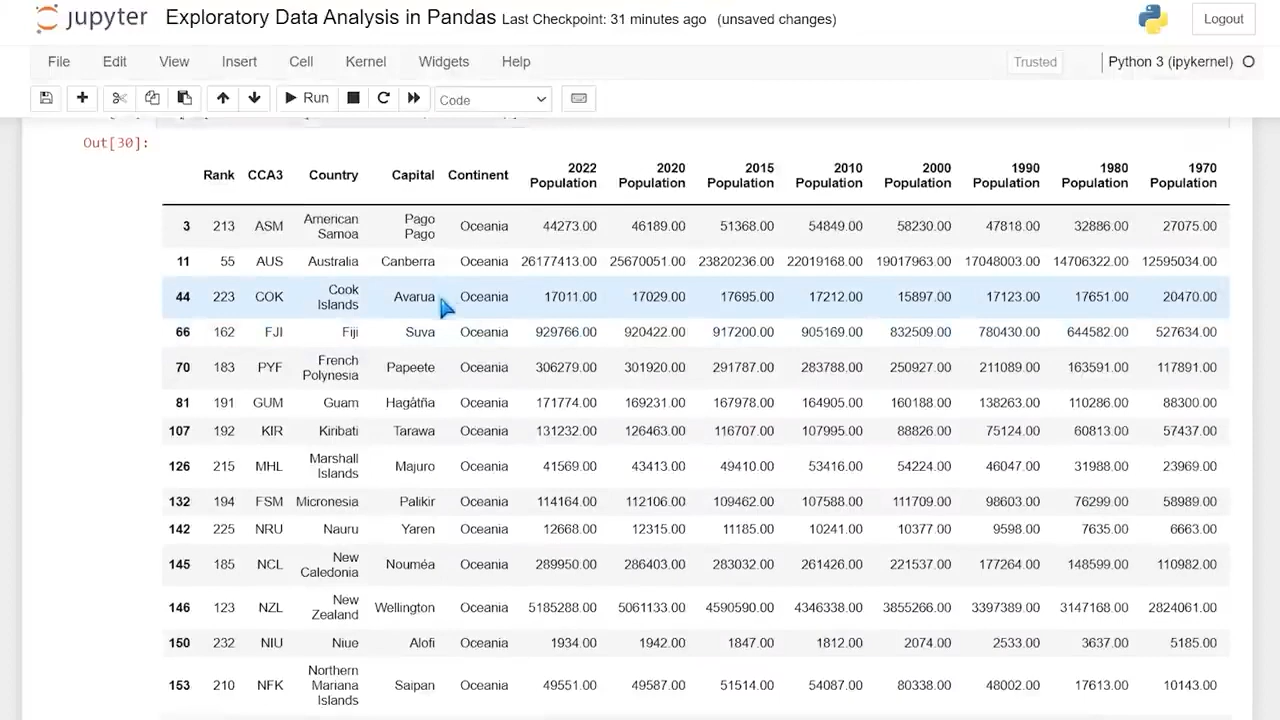 jupyter Exploratory Data Analysis in Pandas Last Checkpoint: 31 minutes ago (unsaved changes) Logout
File Edit View Insert Cell Kernel Widgets Help Trusted Python 3 (ipykernel)
Run Code
Out[30]:
Rank CCA3 Country Capital Continent 2022 Population 2020 Population 2015 Population 2010 Population 2000 Population 1990 Population 1980 Population 1970 Population
3 213 ASM American Samoa Pago Pago Oceania 44273.00 46189.00 51368.00 54849.00 58230.00 47818.00 32886.00 27075.00
11 55 AUS Australia Canberra Oceania 26177413.00 25670051.00 23820236.00 22019168.00 19017963.00 17048003.00 14706322.00 12595034.00
44 223 COK Cook Islands Avarua Oceania 17011.00 17029.00 17695.00 17212.00 15897.00 17123.00 17651.00 20470.00
66 162 FJI Fiji Suva Oceania 929766.00 920422.00 917200.00 905169.00 832509.00 780430.00 644582.00 527634.00
70 183 PYF French Polynesia Papeete Oceania 306279.00 301920.00 291787.00 283788.00 250927.00 211089.00 163591.00 117891.00
81 191 GUM Guam Hagåtña Oceania 171774.00 169231.00 167978.00 164905.00 160188.00 138263.00 110286.00 88300.00
107 192 KIR Kiribati Tarawa Oceania 131232.00 126463.00 116707.00 107995.00 88826.00 75124.00 60813.00 57437.00
126 215 MHL Marshall Islands Majuro Oceania 41569.00 43413.00 49410.00 53416.00 54224.00 46047.00 31988.00 23969.00
132 194 FSM Micronesia Palikir Oceania 114164.00 112106.00 109462.00 107588.00 111709.00 98603.00 76299.00 58989.00
142 225 NRU Nauru Yaren Oceania 12668.00 12315.00 11185.00 10241.00 10377.00 9598.00 7635.00 6663.00
145 185 NCL New Caledonia Nouméa Oceania 289950.00 286403.00 283032.00 261426.00 221537.00 177264.00 148599.00 110982.00
146 123 NZL New Zealand Wellington Oceania 5185288.00 5061133.00 4590590.00 4346338.00 3855266.00 3397389.00 3147168.00 2824061.00
150 232 NIU Niue Alofi Oceania 1934.00 1942.00 1847.00 1812.00 2074.00 2533.00 3637.00 5185.00
153 210 NFK Northern Mariana Islands Saipan Oceania 49551.00 49587.00 51514.00 54087.00 80338.00 48002.00 17613.00 10143.00